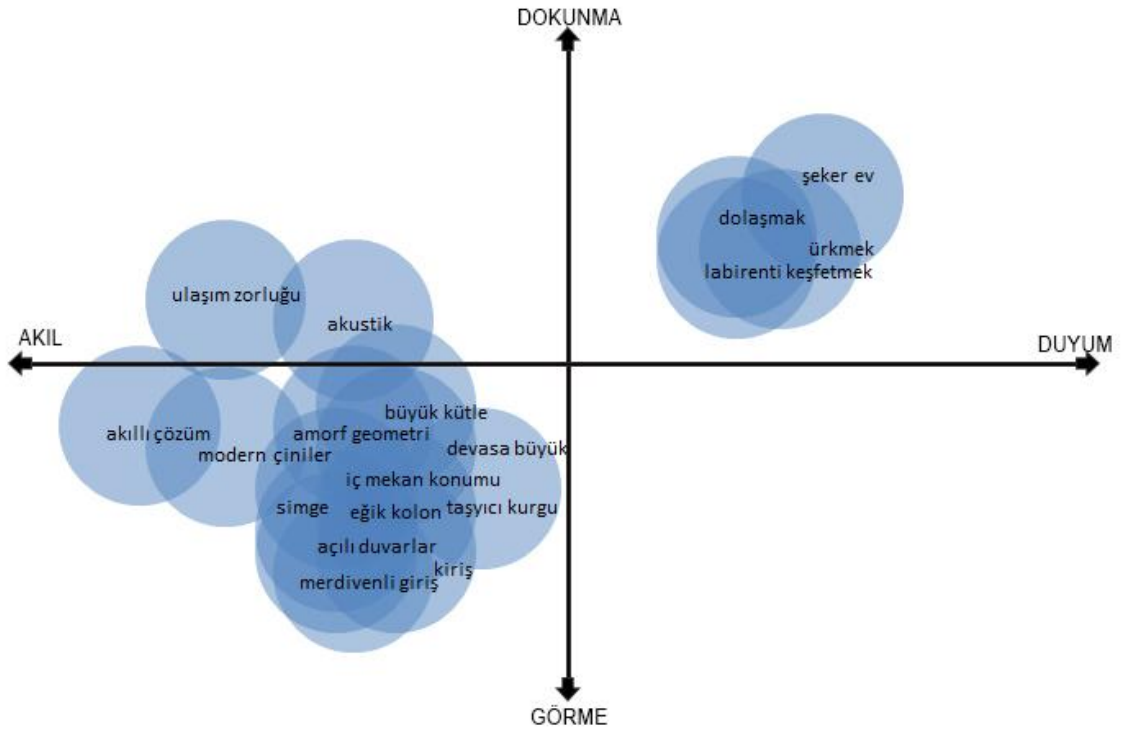 DOKUNMA
şeker ev
dolaşmak
ürkmek
labirenti keşfetmek
ulaşım zorluğu
akustik
AKIL
DUYUM
büyük kütle
akıllı çözüm
amorf geometri
devasa büyük
modern çiniler
iç mekan konumu
simge
eğik kolon
taşyıcı kurgu
açılı duvarlar
kiriş
merdivenli giriş
GÖRME